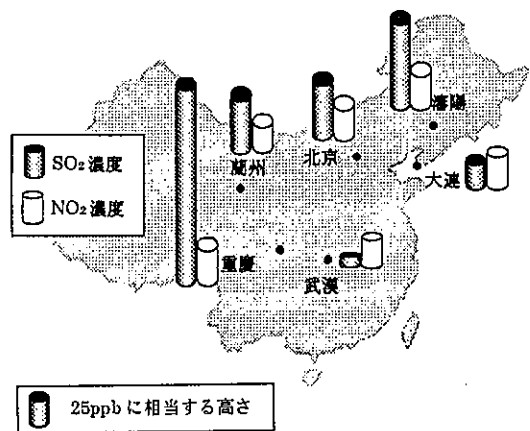 瀋陽
SO₂濃度
NO₂濃度
蘭州
北京
大連
重慶
武漢
25ppbに相当する高さ